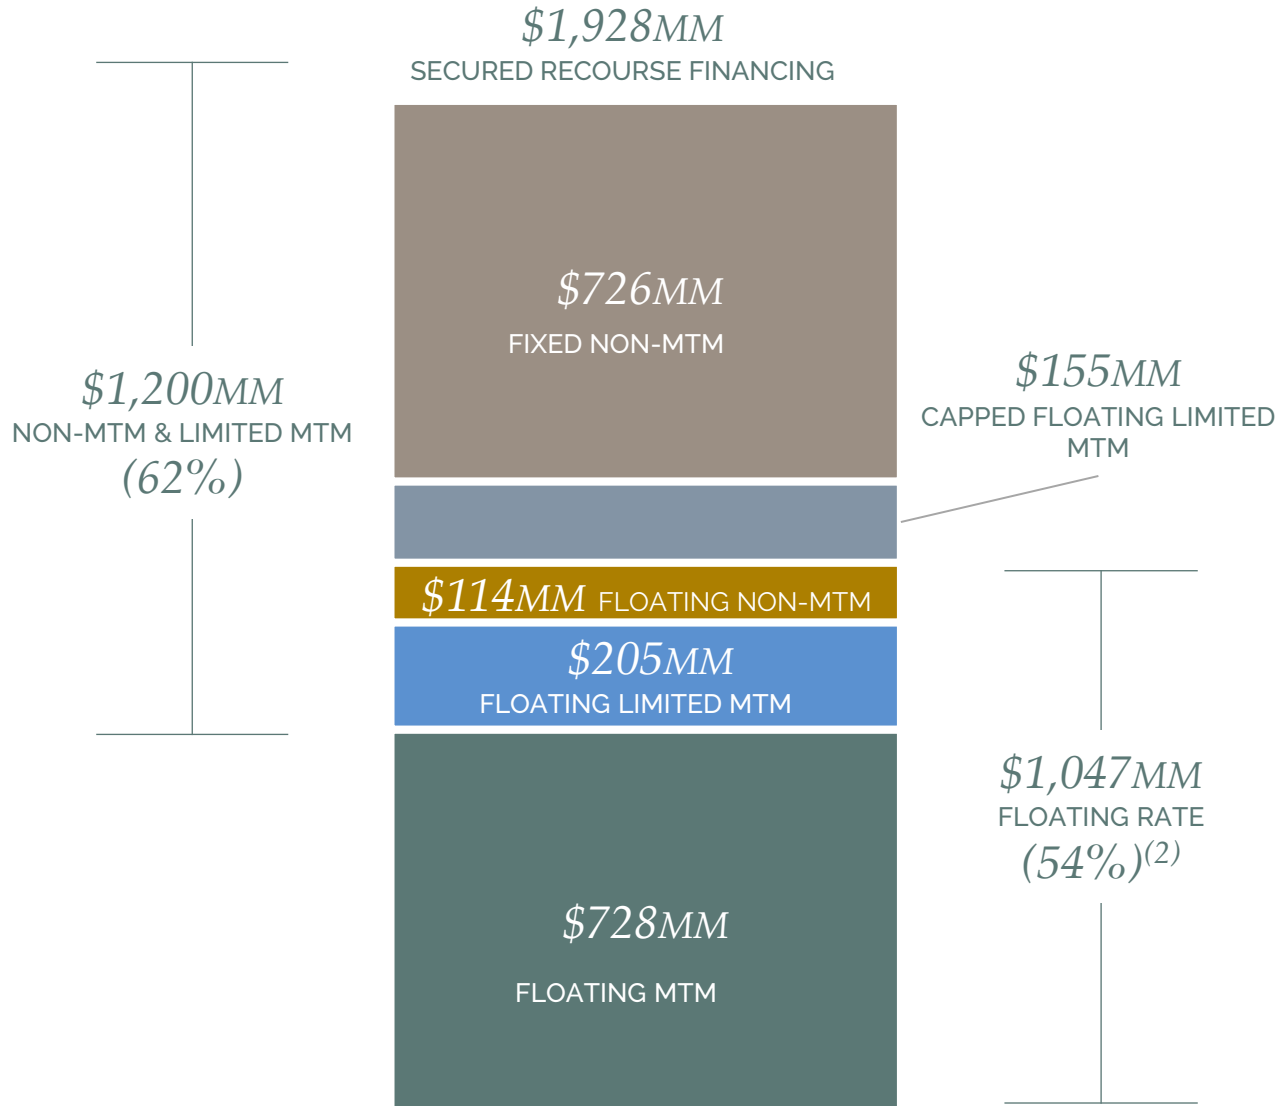 $1,928MM
SECURED RECOURSE FINANCING
$726MM
FIXED NON-MTM
$1,200MM
NON-MTM & LIMITED MTM
(62%)
$155MM
CAPPED FLOATING LIMITED
MTM
$114MM FLOATING NON-MTM
$205MM
FLOATING LIMITED MTM
$1,047MM
FLOATING RATE
(54%)(2)
$728MM
FLOATING MTM